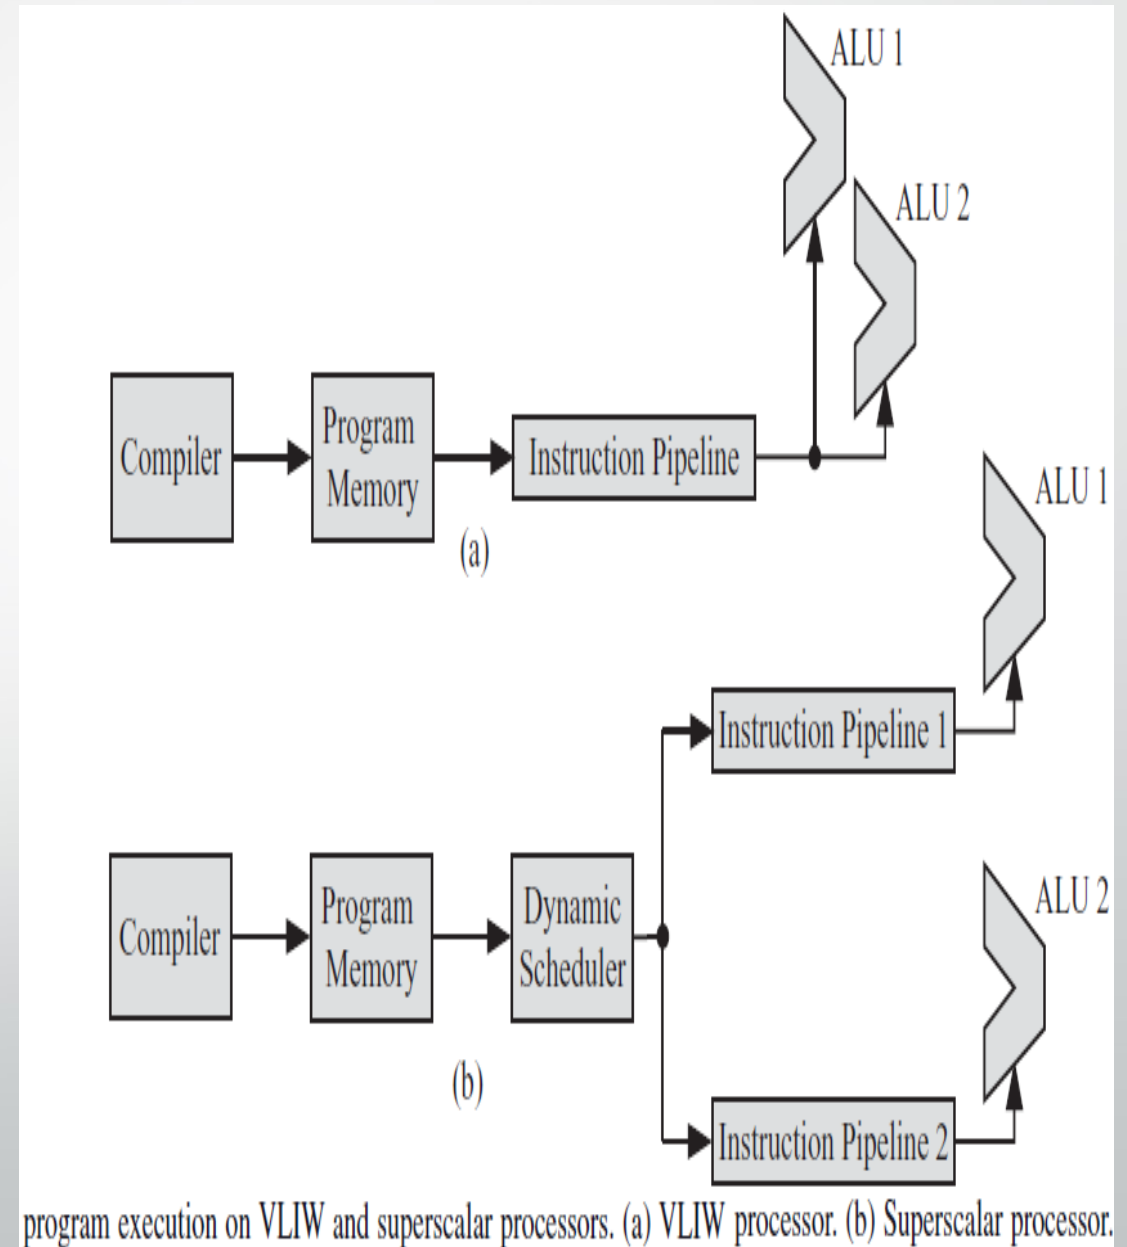 ALU 1
ALU 2
Compiler
Program
Memory
Instruction Pipeline
(a)
ALU 1
Instruction Pipeline 1
Compiler
Program
Memory
Dynamic
Scheduler
ALU 2
(b)
Instruction Pipeline 2
program execution on VLIW and superscalar processors. (a) VLIW processor. (b) Superscalar processor.